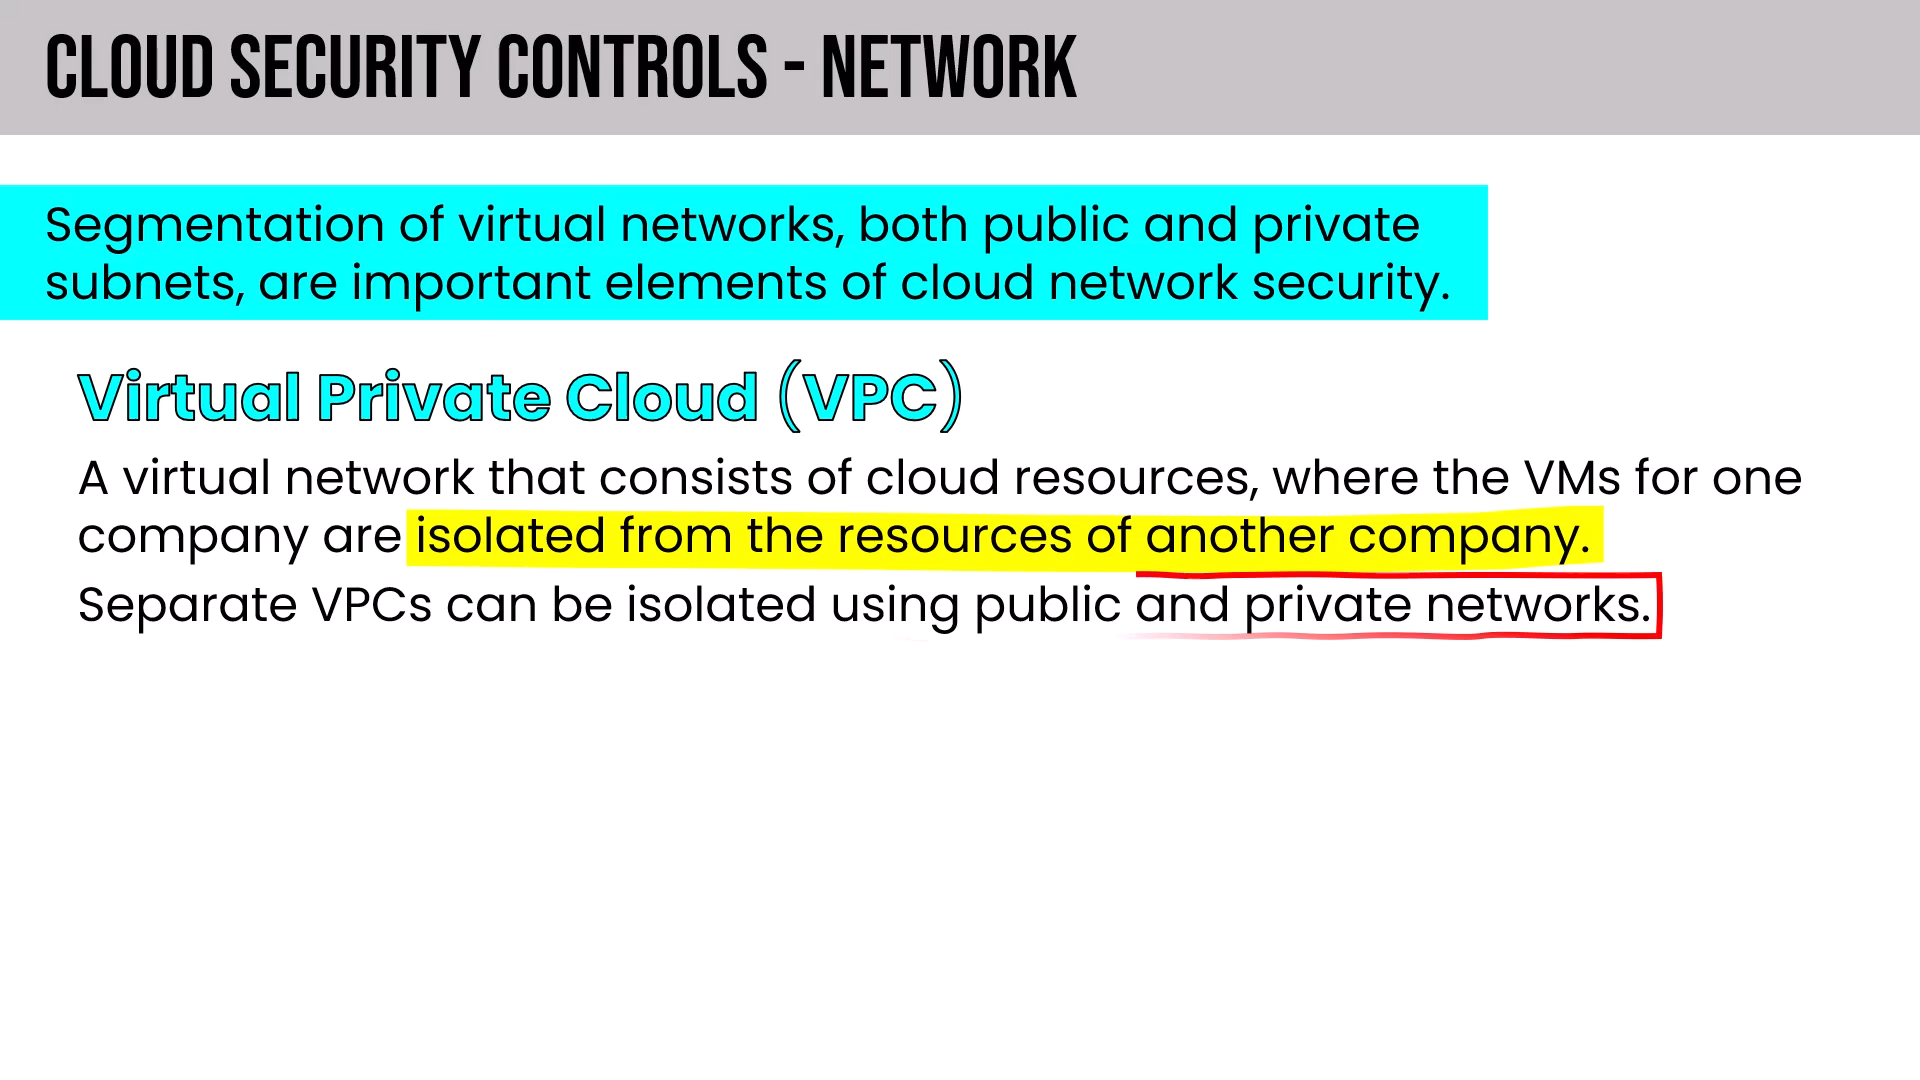 CLOUD SECURITY CONTROLS - NETWORK
Segmentation of virtual networks, both public and private
subnets, are important elements of cloud network security.
Virtual Private Cloud (VPC)
A virtual network that consists of cloud resources, where the VMs for one
company are isolated from the resources of another company.
Separate VPCs can be isolated using public and private networks.